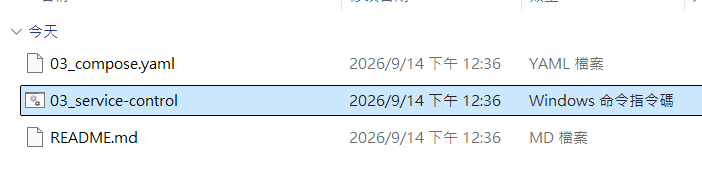 今天
03_compose.yaml 2026/9/14 下午 12:36 YAML 檔案
03_service-control 2026/9/14 下午 12:36 Windows 命令指令碼
README.md 2026/9/14 下午 12:36 MD 檔案